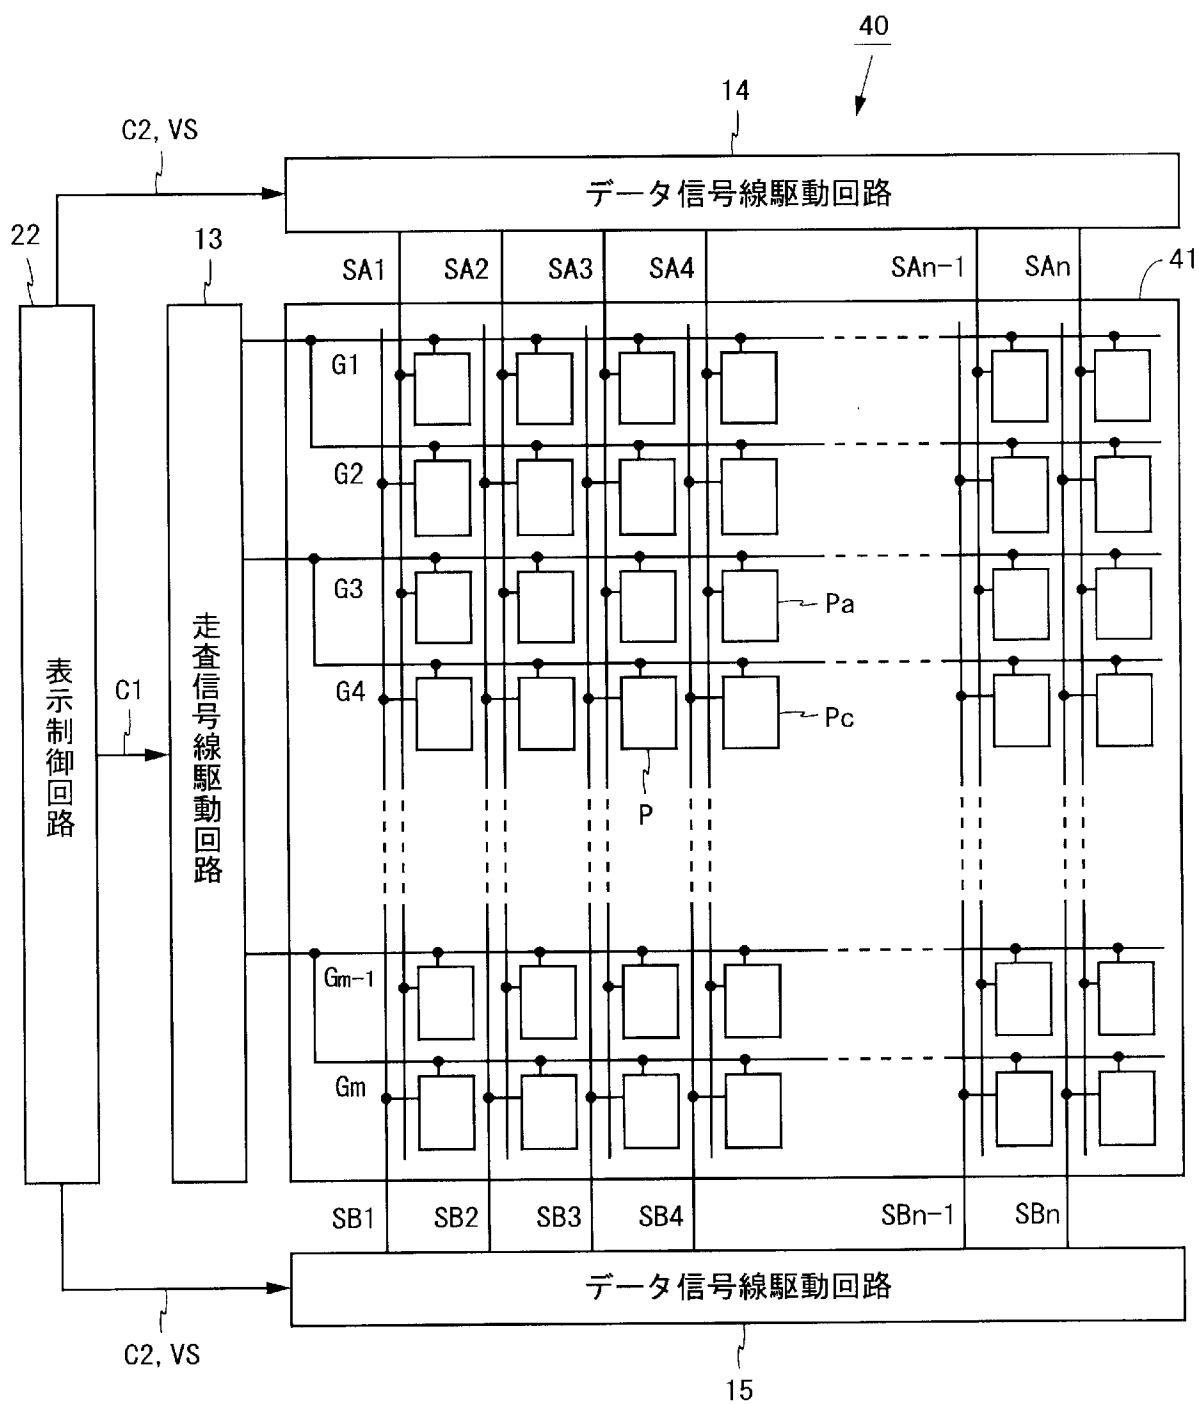 40
14
C2, VS
データ信号線駆動回路
22
13
SA1
SA2
SA3
SA4
SAn-1
SAn
41
G1
G2
G3
Pa
G4
Pc
P
表示制御回路
C1
走査信号線駆動回路
Gm-1
Gm
SB1
SB2
SB3
SB4
SBn-1
SBn
データ信号線駆動回路
C2, VS
15